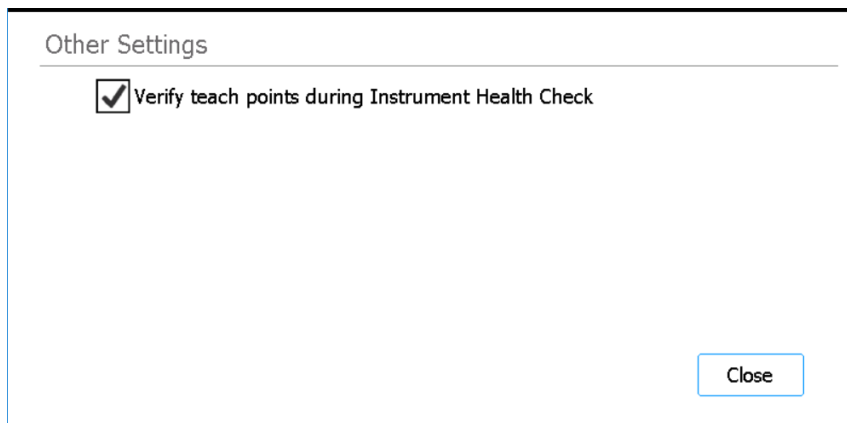 Other Settings
Verify teach points during Instrument Health Check
Close